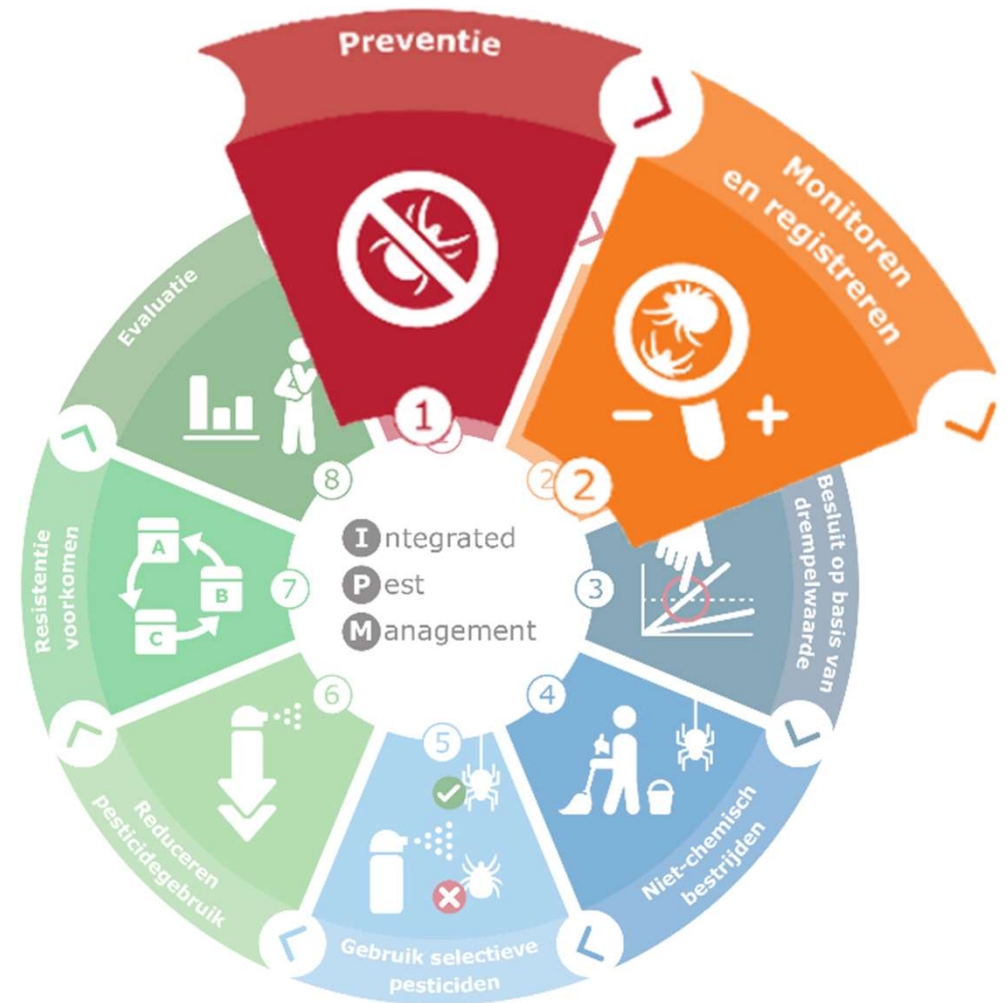 Preventie
1
Monitoren
en registreren
2
2
Besluit op basis van
drempelwaarde
3
Niet-chemisch
bestrijden
4
Gebruik selectieve
pesticiden
5
Reduceren
pesticidegebruik
6
Resistentie
voorkomen
7
A
B
C
Evaluatie
8
Integrated
Pest
Management